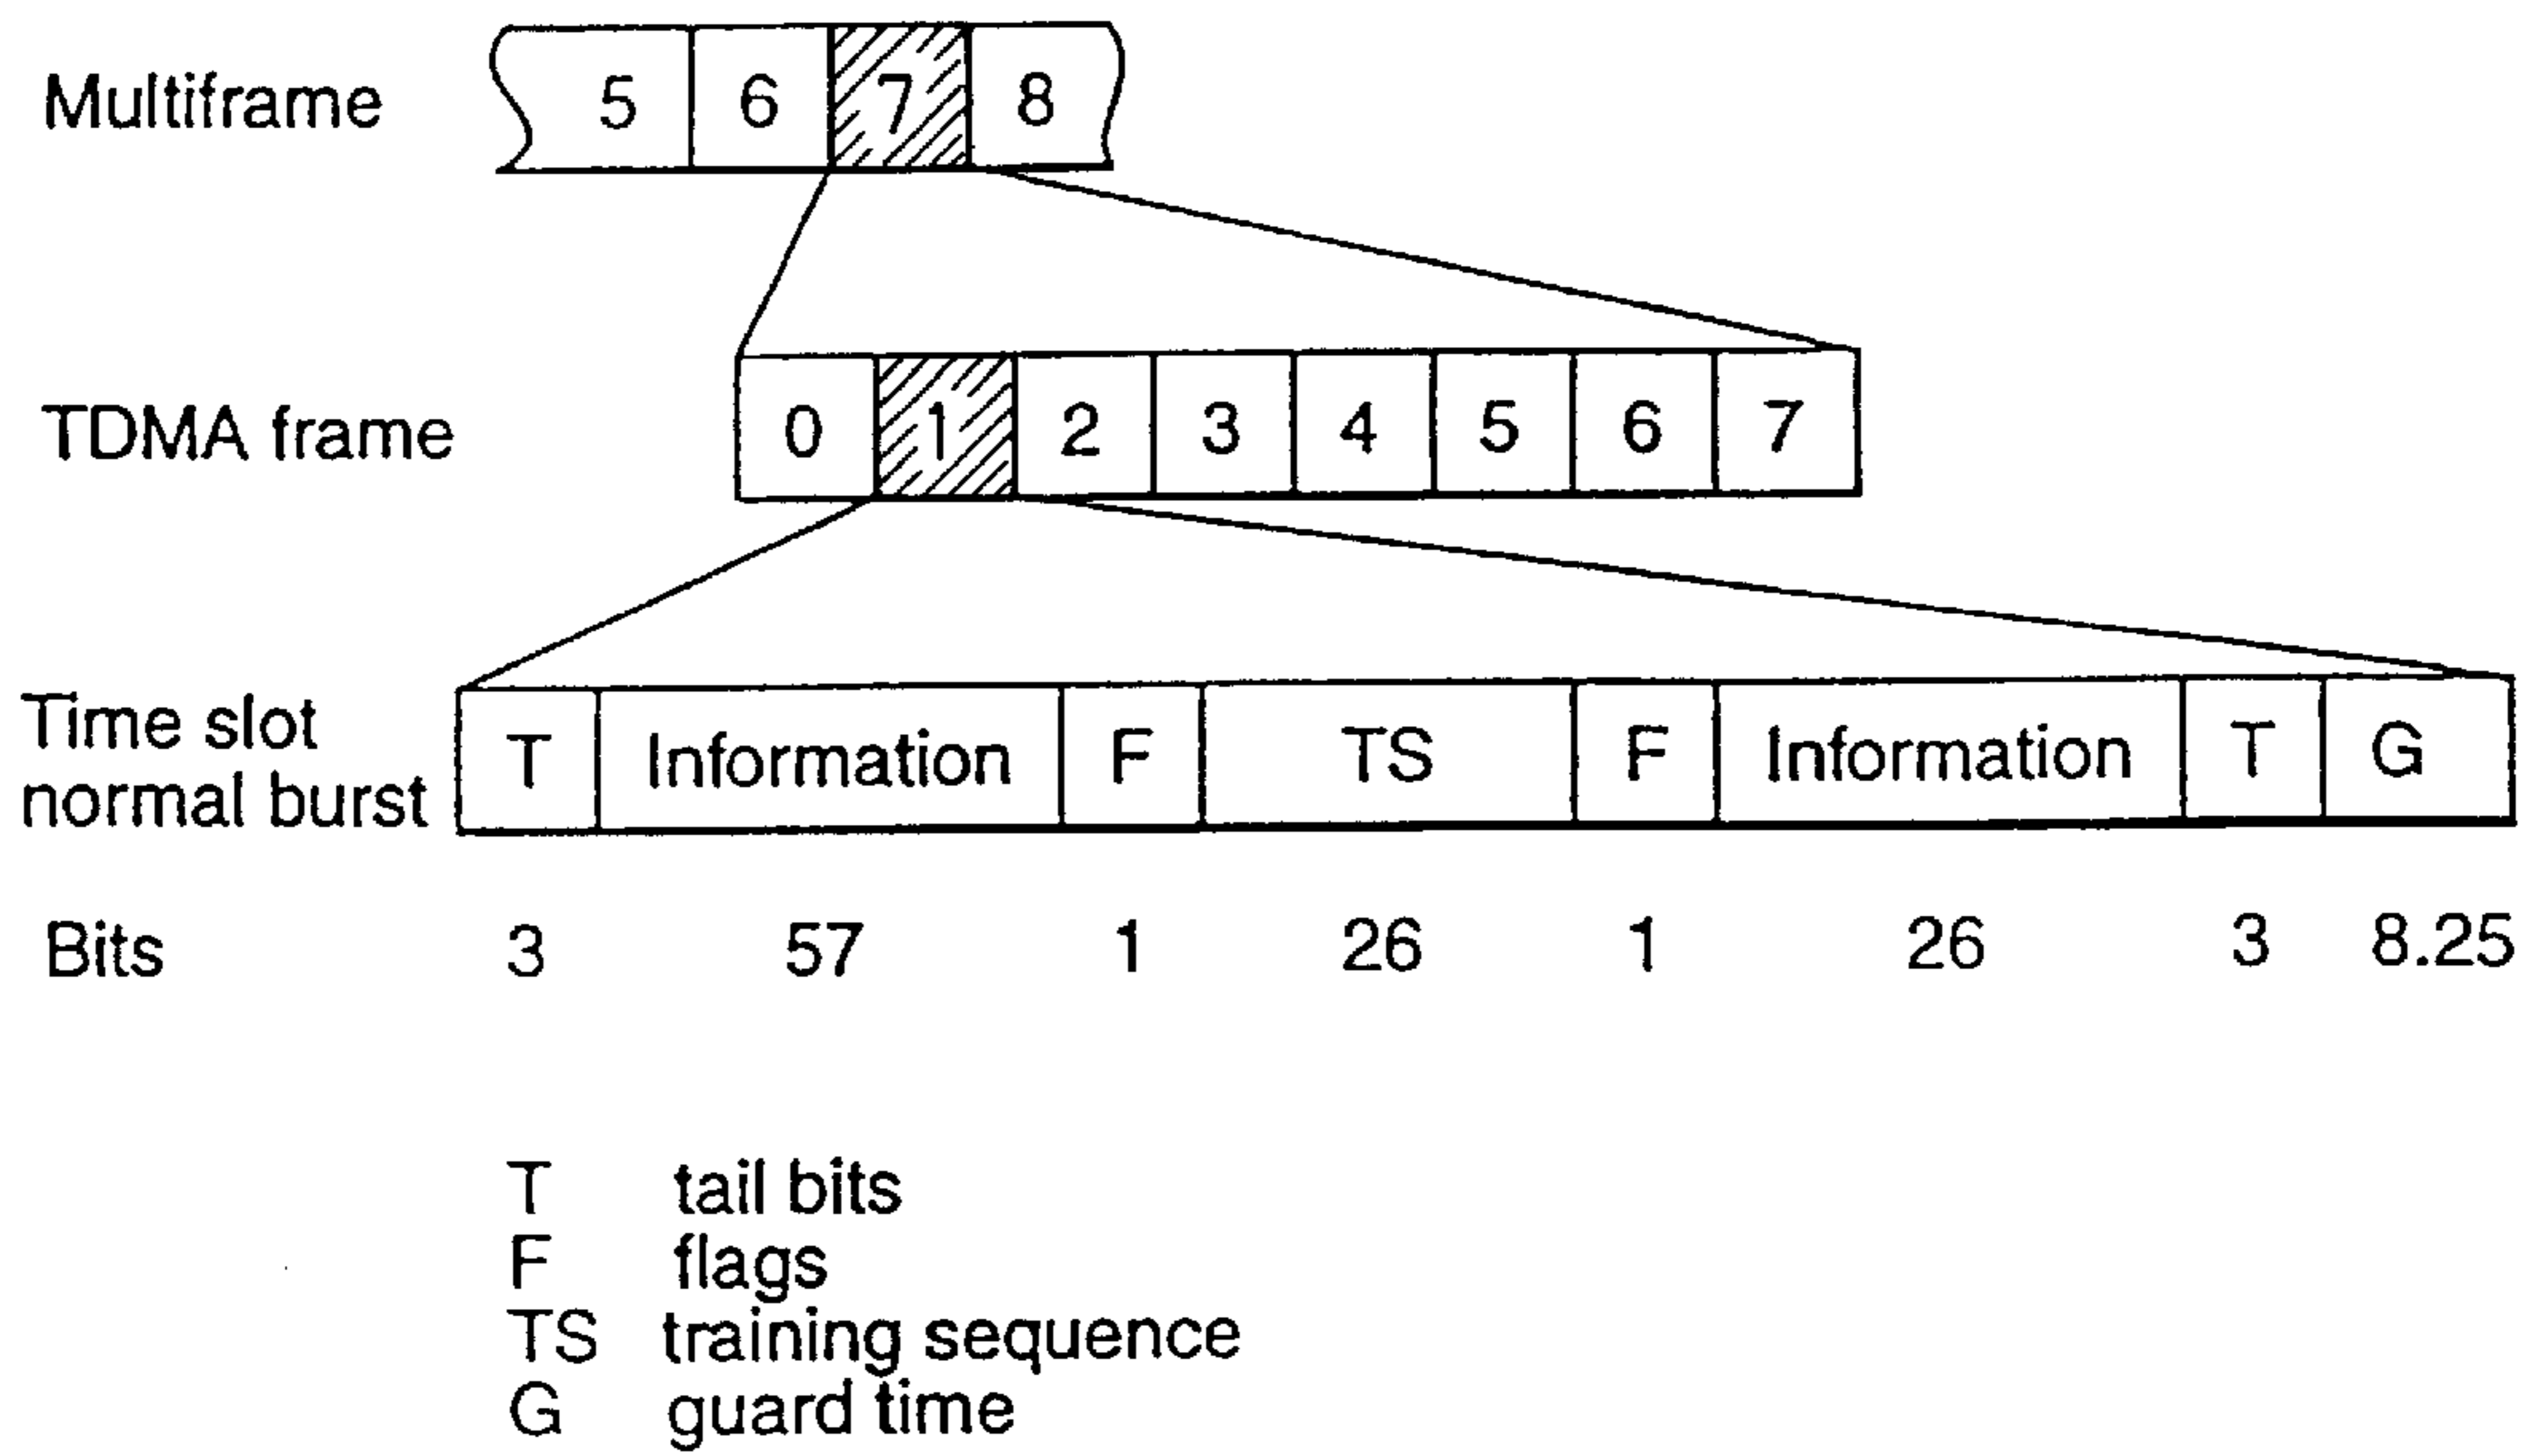 Multiframe 5 6 7 8
TDMA frame 0 1 2 3 4 5 6 7
Time slot
normal burst T Information F TS F Information T G
Bits 3 57 1 26 1 26 3 8.25
T tail bits
F flags
TS training sequence
G guard time